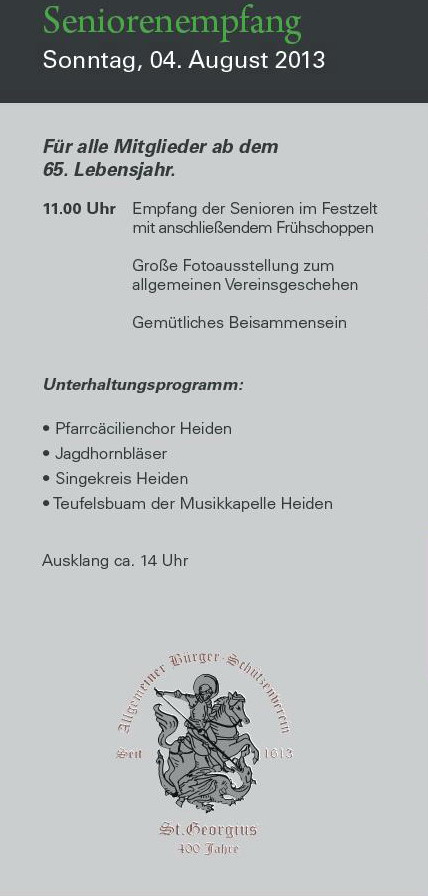 Seniorenempfang
Sonntag, 04. August 2013
Für alle Mitglieder ab dem
65. Lebensjahr.
11.00 Uhr Empfang der Senioren im Festzelt
mit anschließendem Frühschoppen
Große Fotoausstellung zum
allgemeinen Vereinsgeschehen
Gemütliches Beisammensein
Unterhaltungsprogramm:
• Pfarrcäcilienchor Heiden
• Jagdhornbläser
• Singekreis Heiden
• Teufelsbuam der Musikkapelle Heiden
Ausklang ca. 14 Uhr
Allgemeiner Bürger-Schützenverein
Seit 1613
St.Georgius
400 Jahre